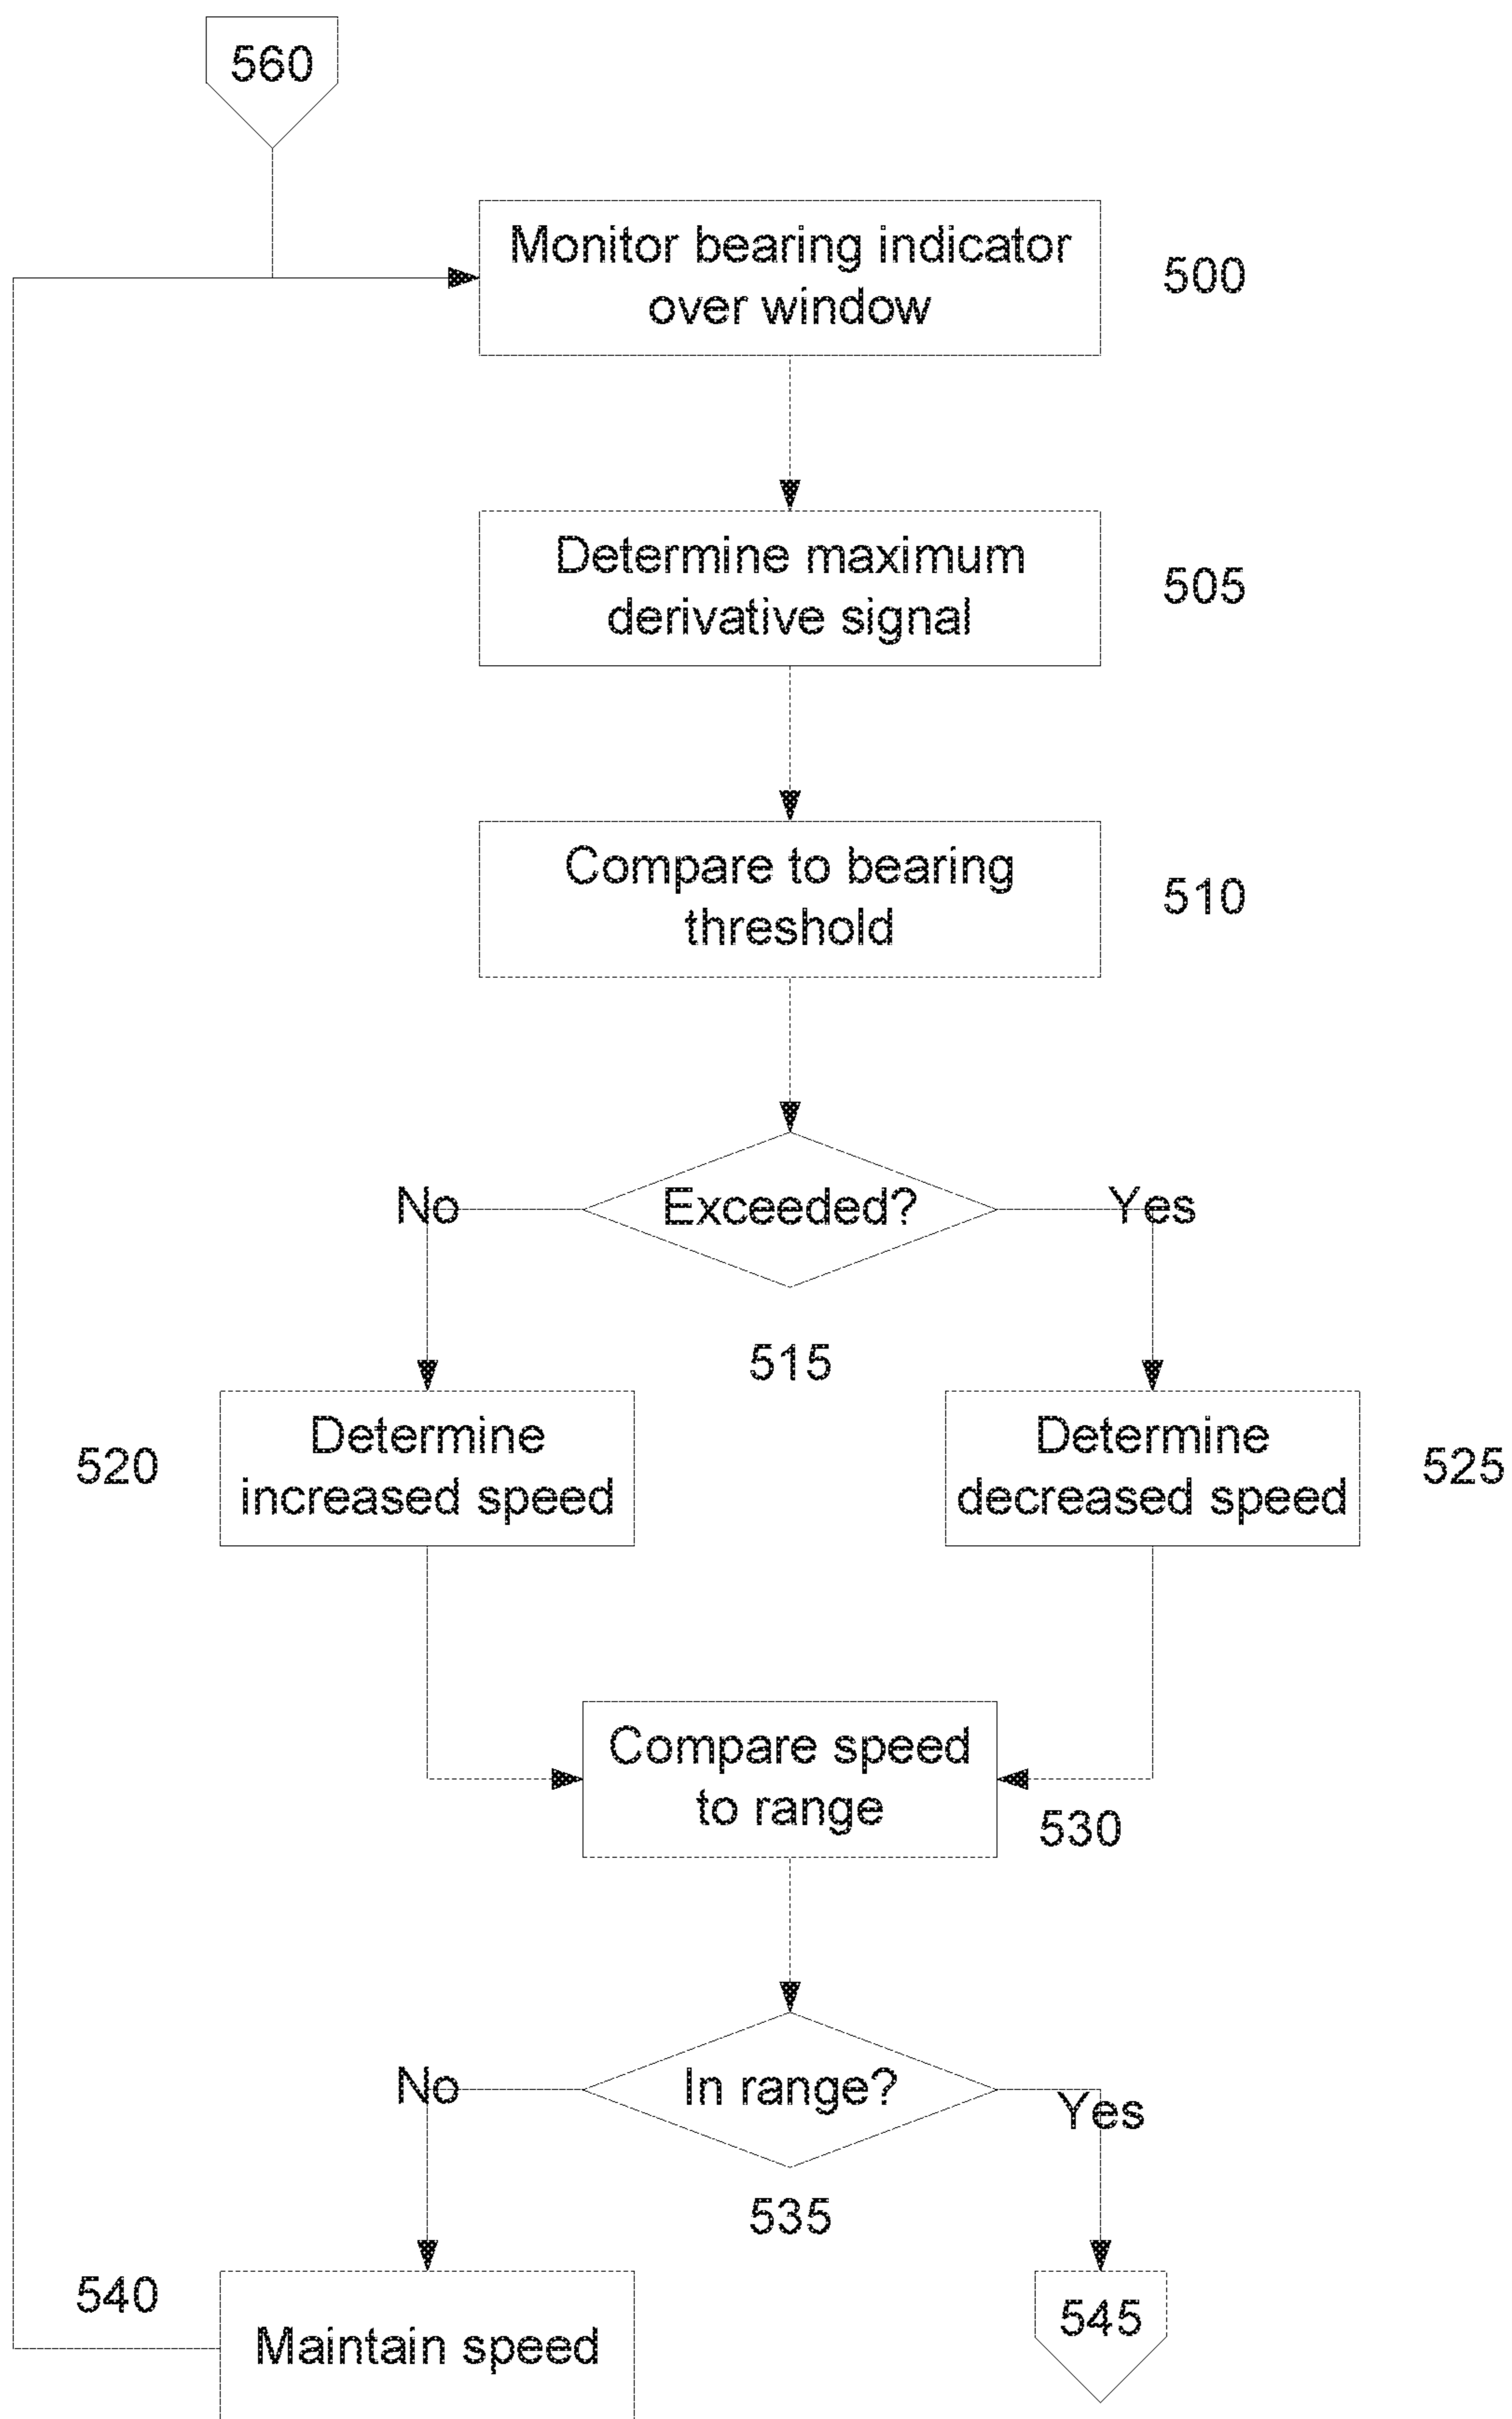 560
Monitor bearing indicator
over window
500
Determine maximum
derivative signal
505
Compare to bearing
threshold
510
No
Exceeded?
Yes
515
520
Determine
increased speed
Determine
decreased speed
525
Compare speed
to range
530
No
In range?
Yes
535
540
Maintain speed
545